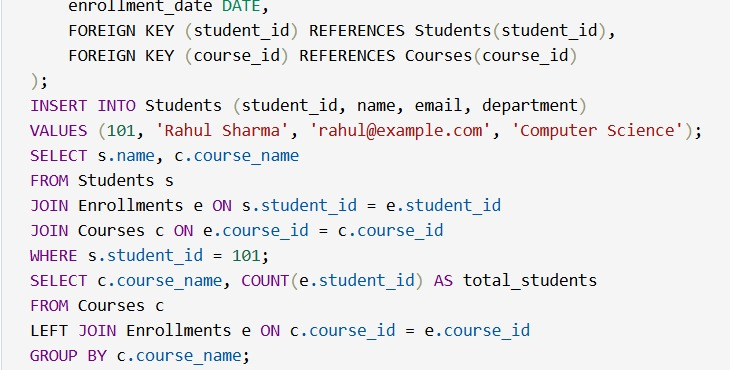 enrollment_date DATE,
FOREIGN KEY (student_id) REFERENCES Students(student_id),
FOREIGN KEY (course_id) REFERENCES Courses(course_id)
);
INSERT INTO Students (student_id, name, email, department)
VALUES (101, 'Rahul Sharma', 'rahul@example.com', 'Computer Science');
SELECT s.name, c.course_name
FROM Students s
JOIN Enrollments e ON s.student_id = e.student_id
JOIN Courses c ON e.course_id = c.course_id
WHERE s.student_id = 101;
SELECT c.course_name, COUNT(e.student_id) AS total_students
FROM Courses c
LEFT JOIN Enrollments e ON c.course_id = e.course_id
GROUP BY c.course_name;